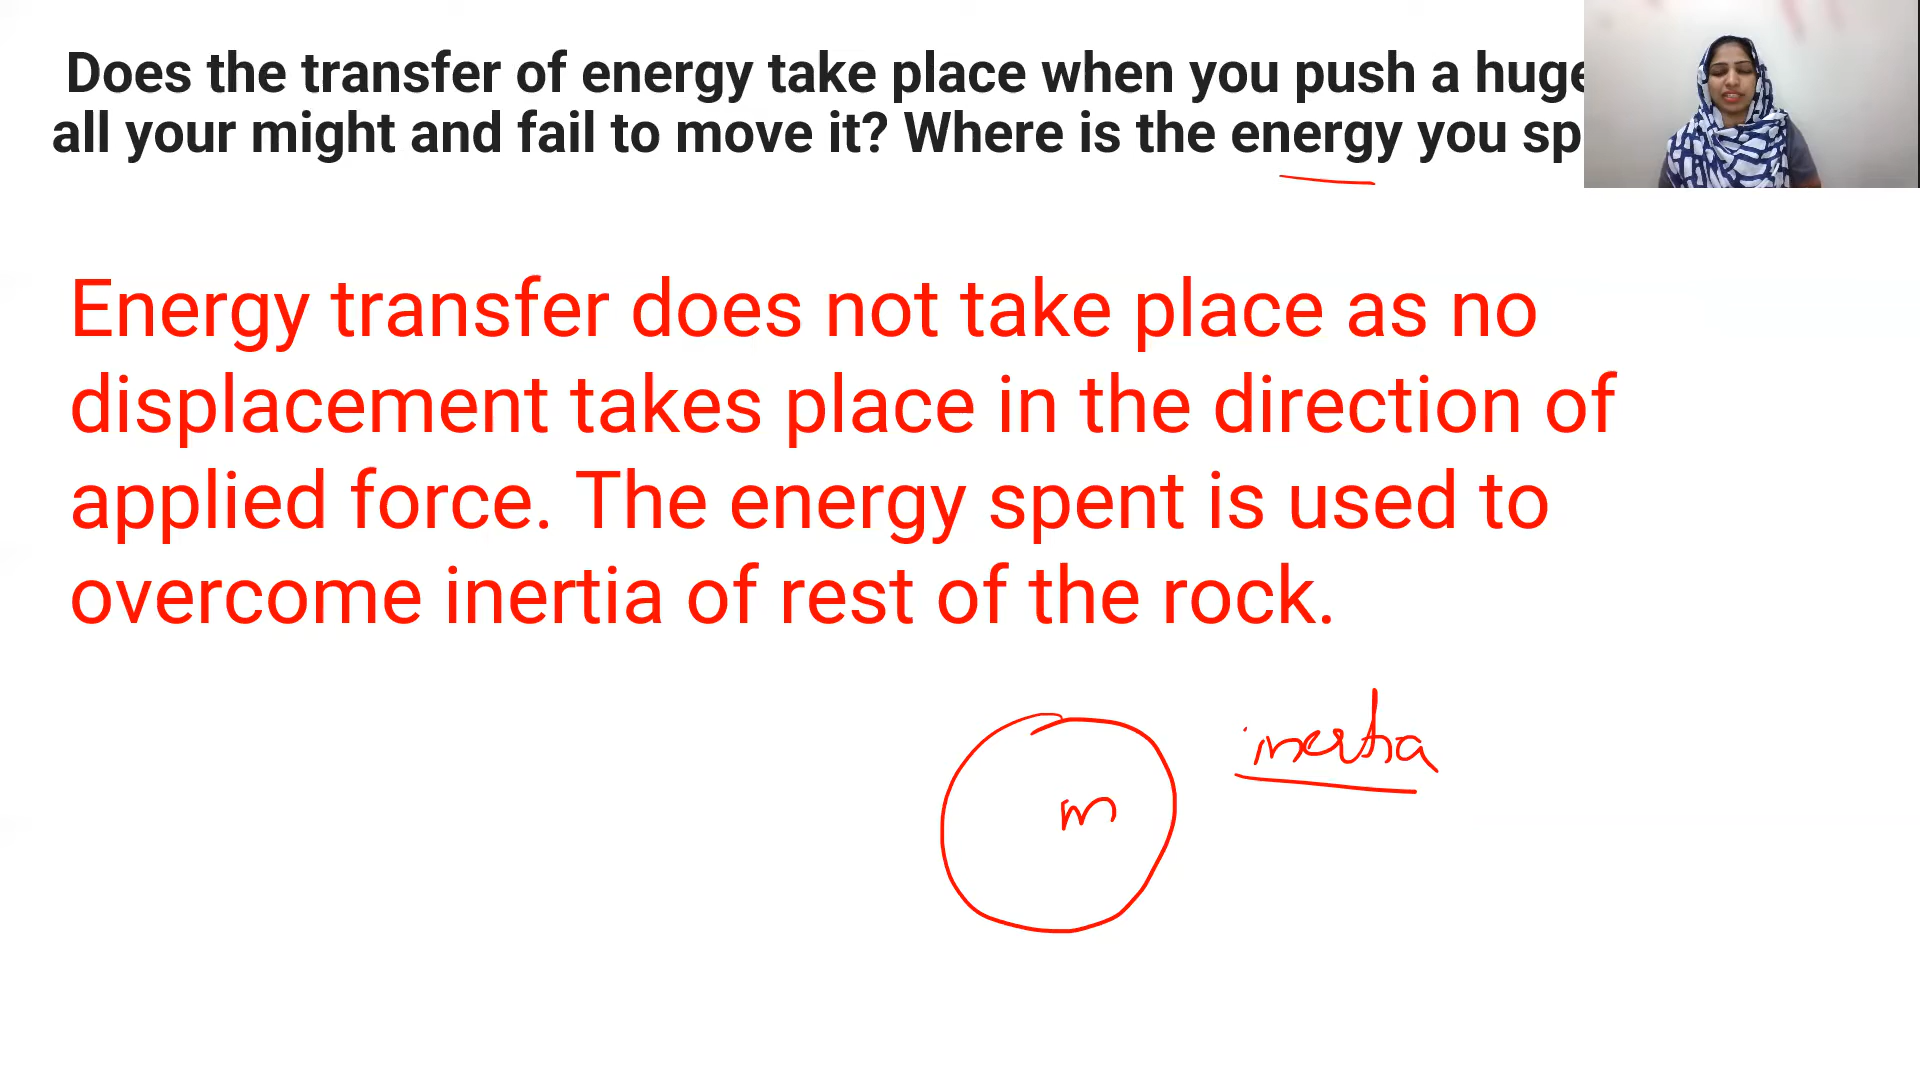 Does the transfer of energy take place when you push a huge
all your might and fail to move it? Where is the energy you sp
Energy transfer does not take place as no
displacement takes place in the direction of
applied force. The energy spent is used to
overcome inertia of rest of the rock.
inertia
m